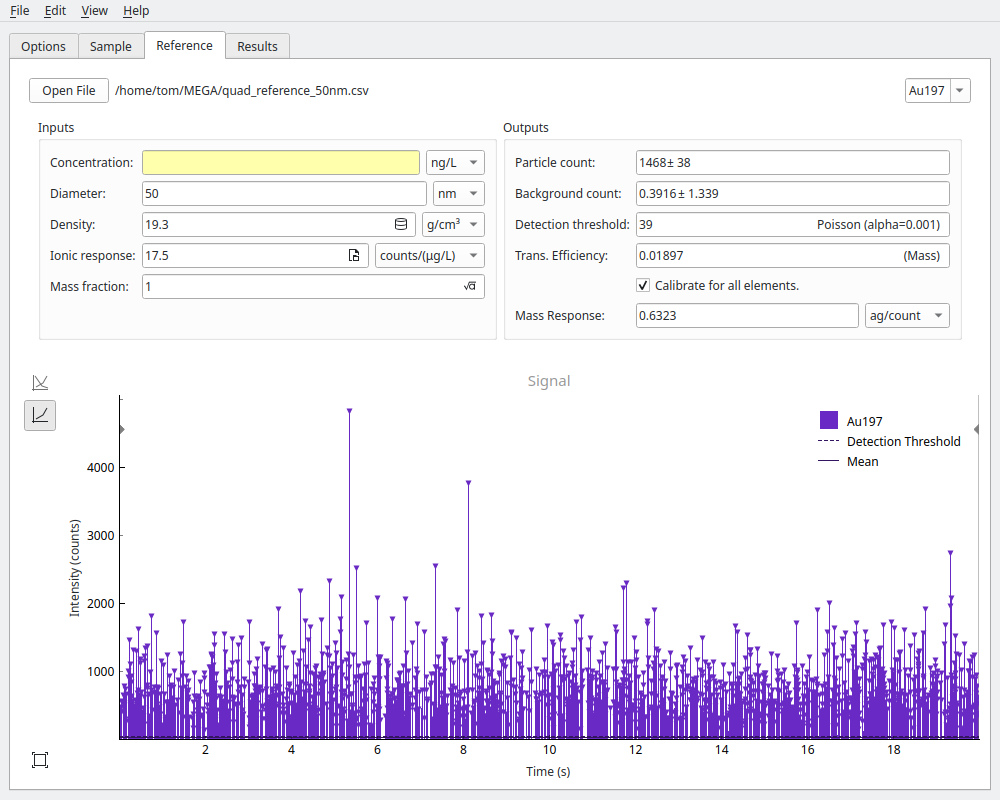 File Edit View Help
Options Sample Reference Results
Open File /home/tom/MEGA/quad_reference_50nm.csv Au197
Inputs Outputs
Concentration: ng/L Particle count: 1468± 38
Diameter: 50 nm Background count: 0.3916± 1.339
Density: 19.3 g/cm³ Detection threshold: 39 Poisson (alpha=0.001)
Ionic response: 17.5 counts/(μg/L) Trans. Efficiency: 0.01897 (Mass)
Mass fraction: 1 √a Calibrate for all elements.
Mass Response: 0.6323 ag/count
Signal
Au197
Detection Threshold
Mean
Intensity (counts)
4000
3000
2000
1000
2 4 6 8 10 12 14 16 18
Time (s)